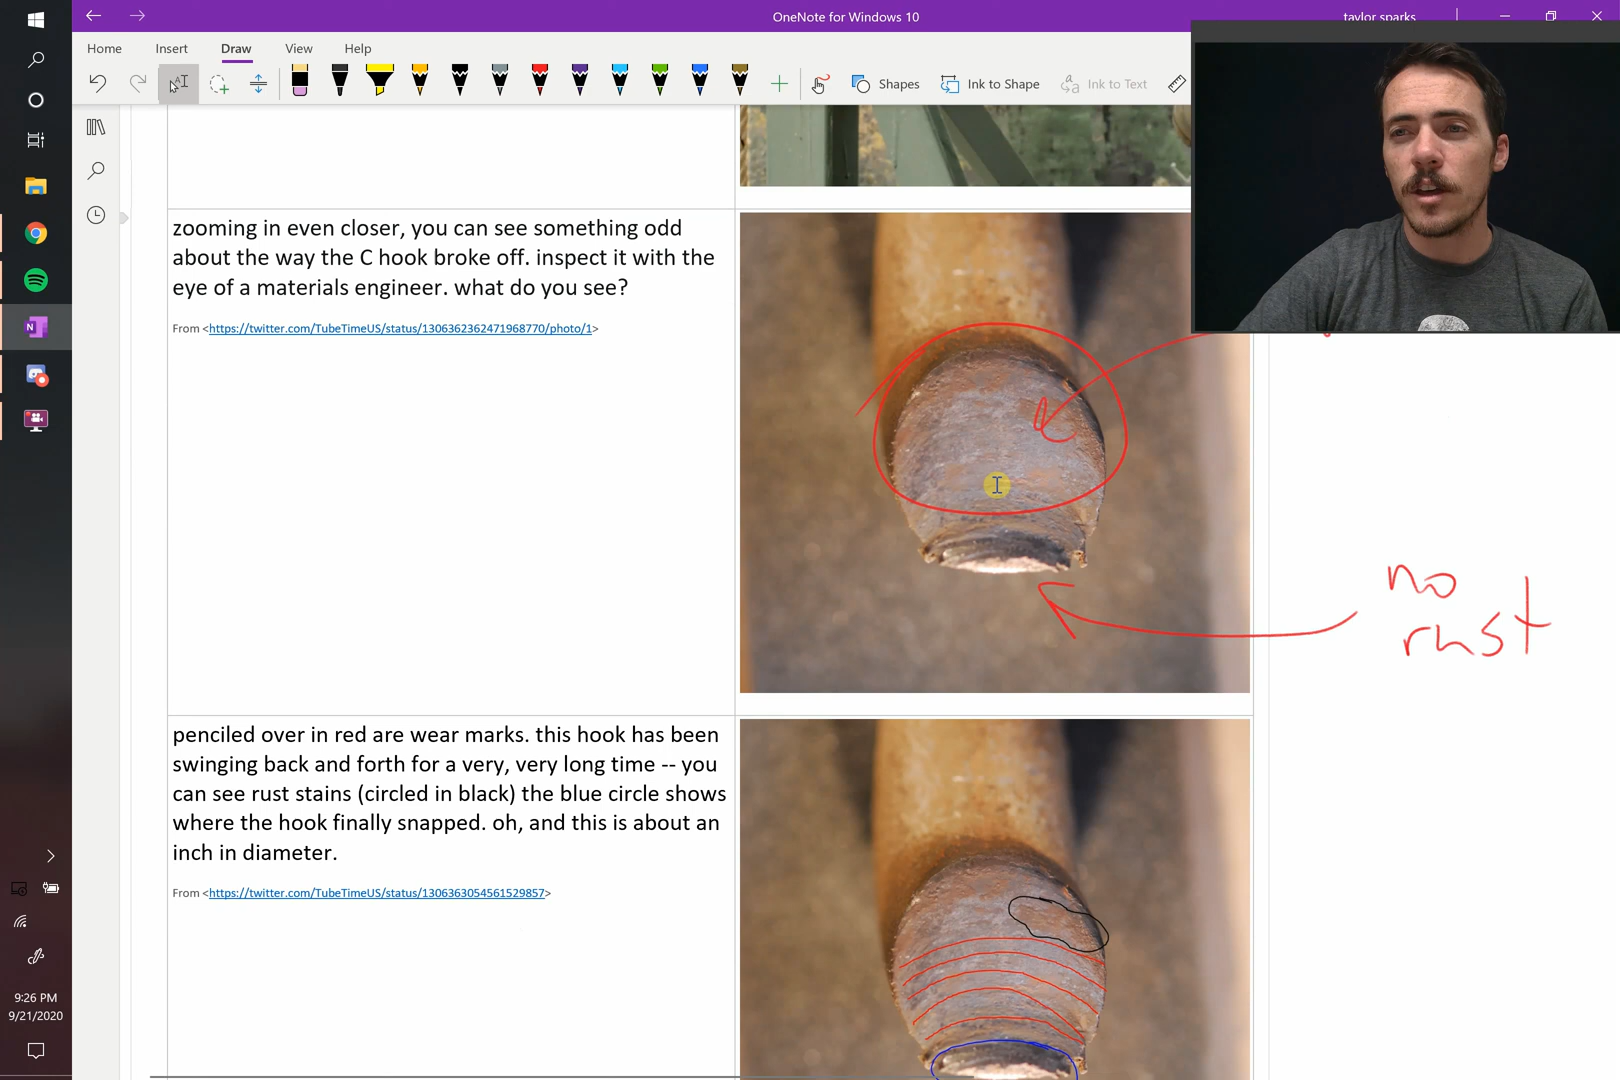 OneNote for Windows 10
taylor sparks
Home
Insert
Draw
View
Help
Shapes
Ink to Shape
Ink to Text
zooming in even closer, you can see something odd
about the way the C hook broke off. inspect it with the
eye of a materials engineer. what do you see?
From <https://twitter.com/TubeTimeUS/status/1306362362471968770/photo/1>
no
rust
penciled over in red are wear marks. this hook has been
swinging back and forth for a very, very long time -- you
can see rust stains (circled in black) the blue circle shows
where the hook finally snapped. oh, and this is about an
inch in diameter.
From <https://twitter.com/TubeTimeUS/status/1306363054561529857>
9:26 PM
9/21/2020